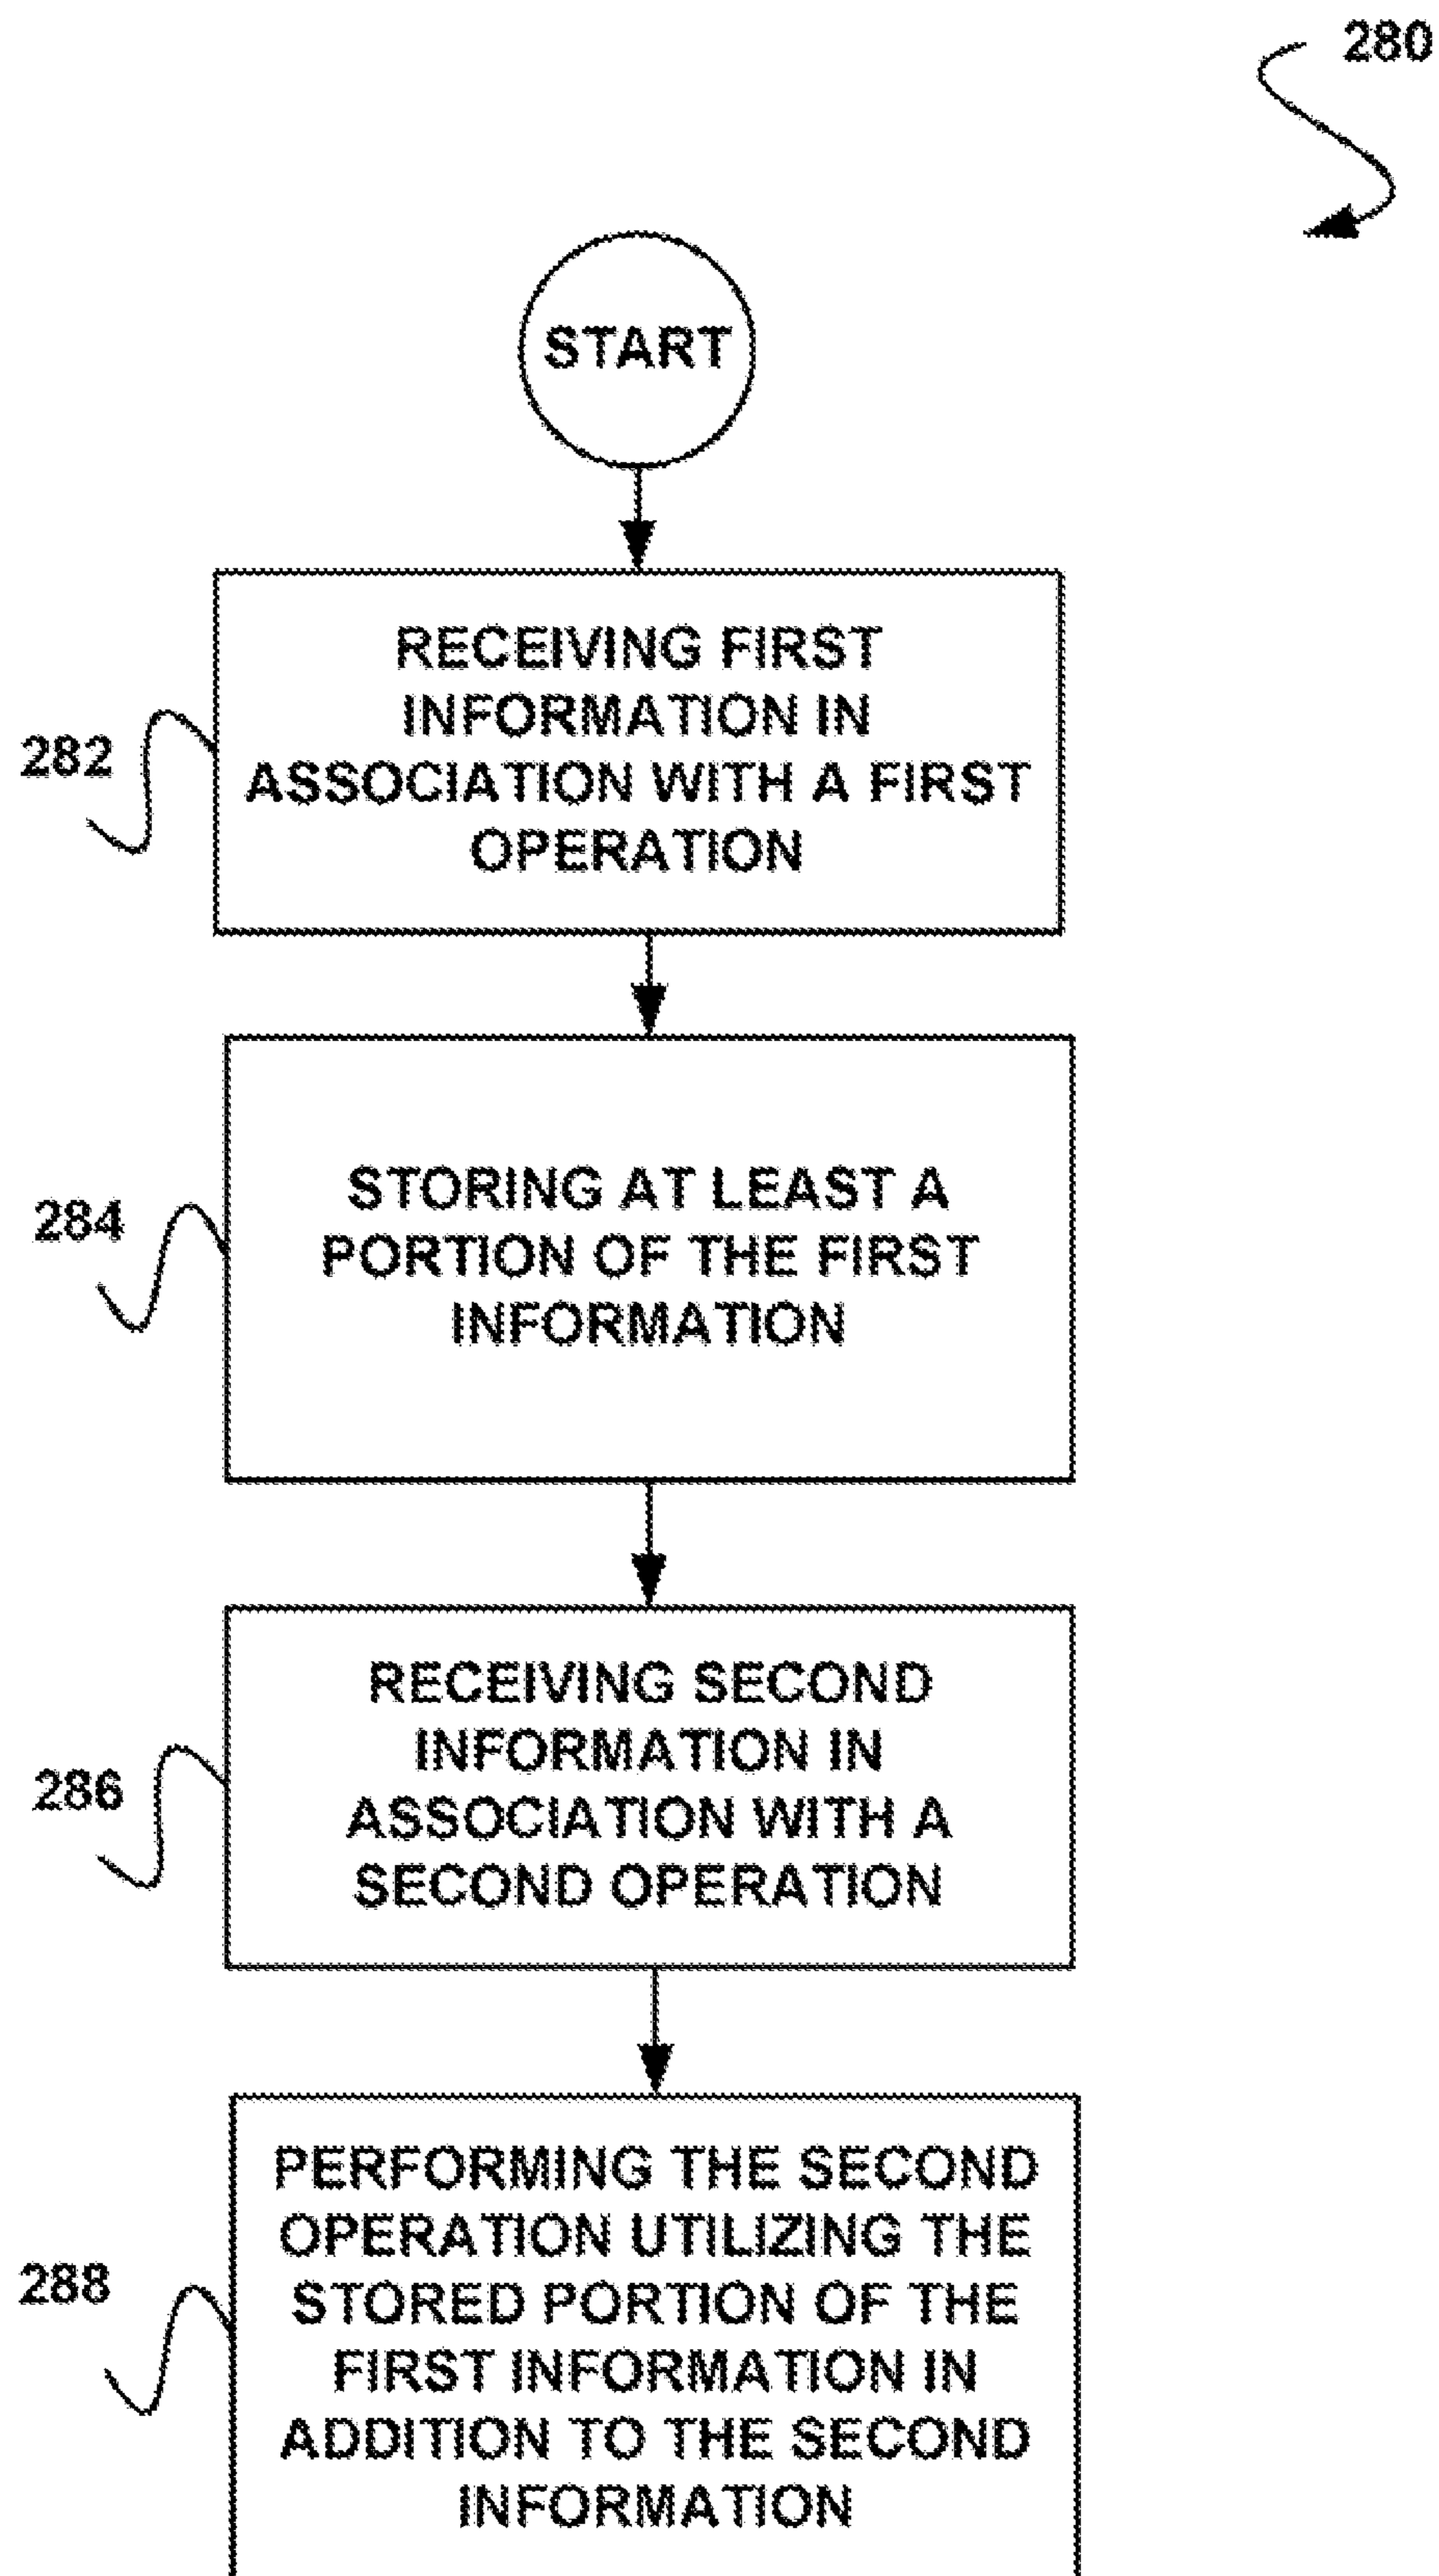 280
START
RECEIVING FIRST
INFORMATION IN
ASSOCIATION WITH A FIRST
OPERATION
282
STORING AT LEAST A
PORTION OF THE FIRST
INFORMATION
284
RECEIVING SECOND
INFORMATION IN
ASSOCIATION WITH A
SECOND OPERATION
286
PERFORMING THE SECOND
OPERATION UTILIZING THE
STORED PORTION OF THE
FIRST INFORMATION IN
ADDITION TO THE SECOND
INFORMATION
288